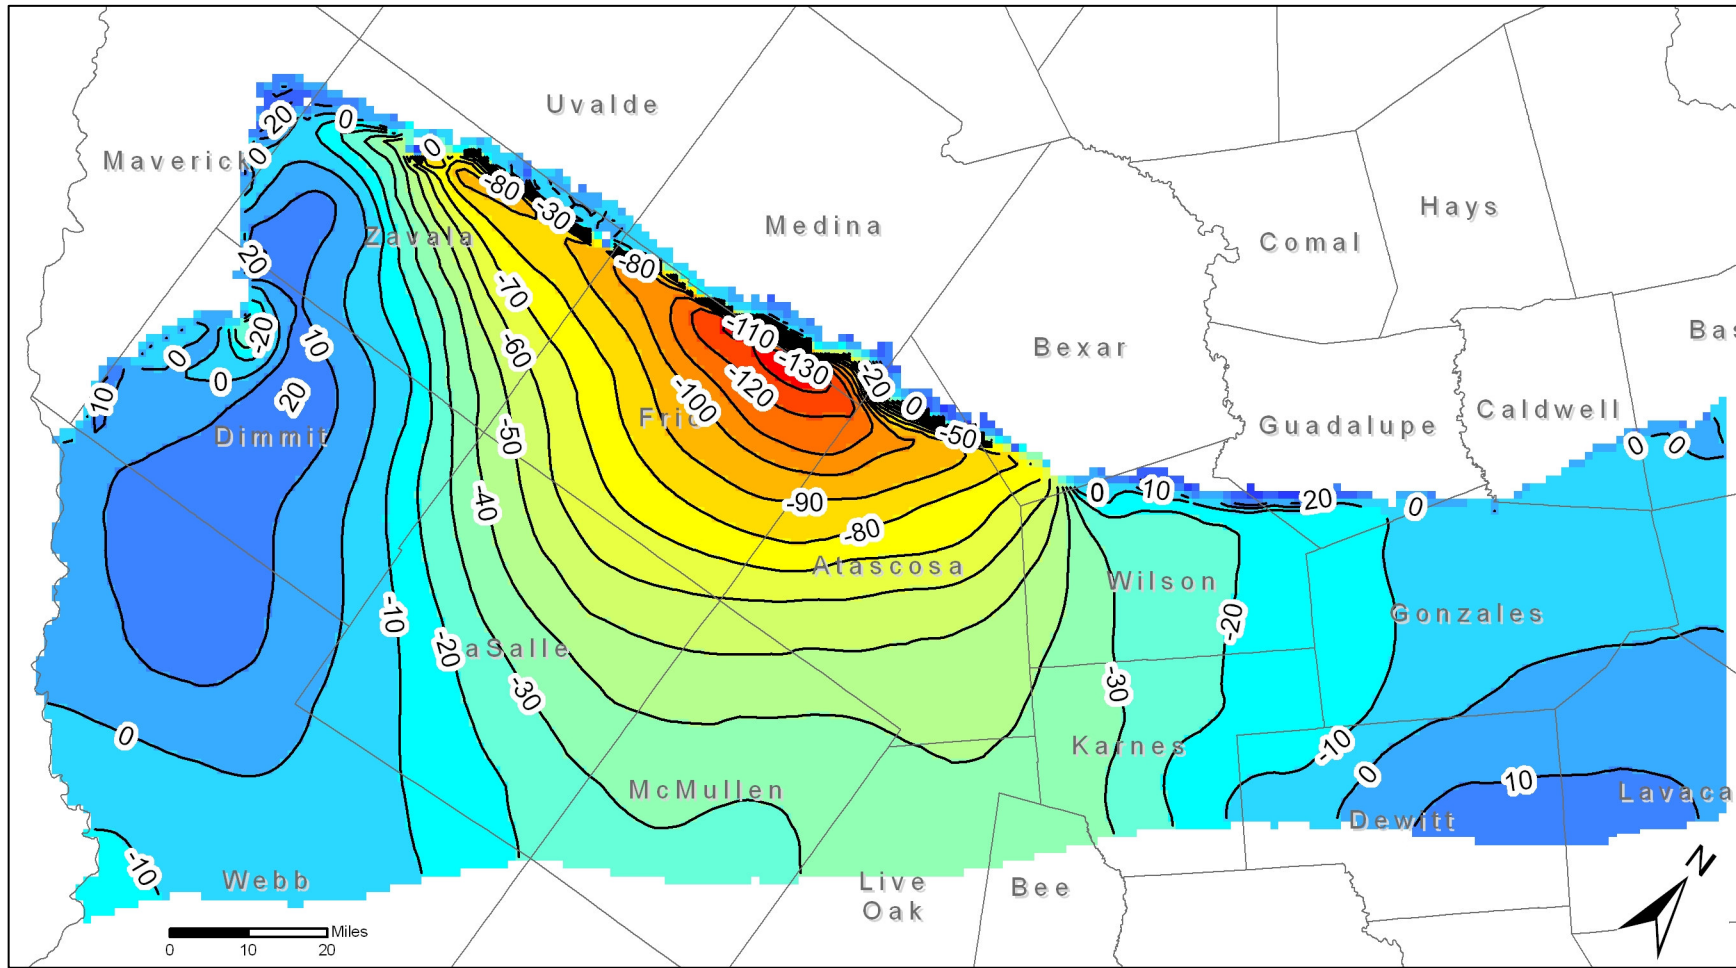 Uvalde
20
0
Maverick
0
0
-80
-30
Medina
Hays
Zavala
Comal
20
-80
-70
Bas
-20
10
-110
-130
Bexar
0
-60
0
-120
-20
20
10
-100
0
Caldwell
Frio
Guadalupe
Dimmit
-50
-50
0
0
-40
-90
0
10
20
0
-80
Atascosa
Wilson
-10
-20
Gonzales
-20
aSalle
-30
-30
0
Karnes
-10
0
McMullen
10
Lavaca
Dewitt
-10
Webb
Live
Oak
Bee
N
Miles
0 10 20